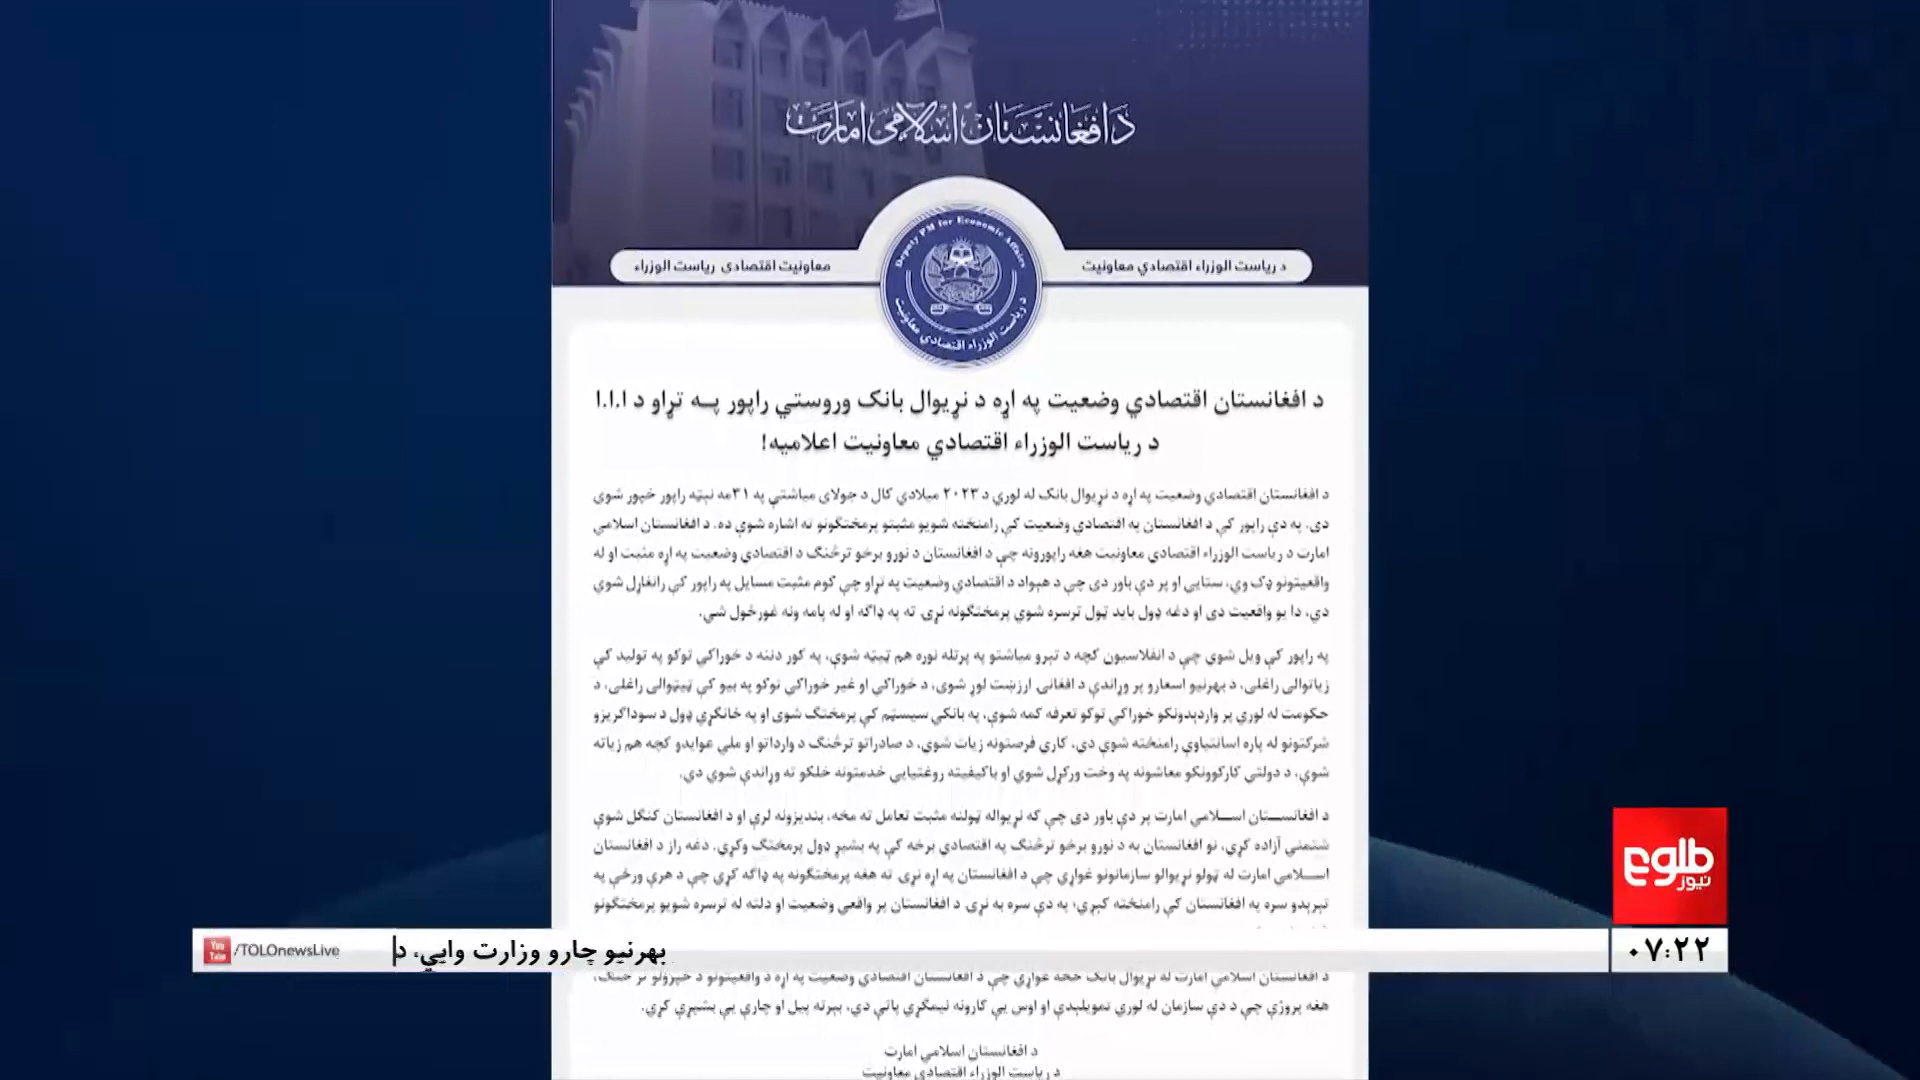 د افغانستان اسلامي امارت
معاونیت اقتصادی ریاست الوزراء
د ریاست الوزراء اقتصادي معاونیت
Deputy PM for Economic Affairs
د ریاست الوزراء اقتصادي معاونیت
د افغانستان اقتصادي وضعیت په اړه د نړیوال بانک وروستي راپور په تړاو د ا.ا.ا
د ریاست الوزراء اقتصادي معاونیت اعلامیه!
د افغانستان اقتصادي وضعیت په اړه د نړیوال بانک له لوري د ۲۰۲۳ میلادي کال د جولای میاشتې په ۳۱مه نېټه راپور خپور شوی
دی. په دې راپور کې د افغانستان په اقتصادي وضعیت کې رامنځته شویو مثبتو پرمختګونو ته اشاره شوې ده. د افغانستان اسلامي
امارت د ریاست الوزراء اقتصادي معاونیت هغه راپورونه چې د افغانستان د نورو برخو ترڅنګ د اقتصادي وضعیت په اړه مثبت او له
واقعیتونو ډک وي، ستایي او پر دې باور دی چې د هېواد د اقتصادي وضعیت په تړاو چې کوم مثبت مسایل په راپور کې رانغاړل شوي
دي، دا یو واقعیت دی او دغه ډول باید ټول ترسره شوي پرمختګونه نړۍ ته په ډاګه او له پامه ونه غورځول شي.
په راپور کې ویل شوي چې د انفلاسیون کچه د تېرو میاشتو په پرتله نوره هم ټیټه شوې، په کور دننه د خوراکي توکو په تولید کې
زیاتوالی راغلی، د بهرنیو اسعارو پر وړاندې د افغانۍ ارزښت لوړ شوی، د خوراکي او غیر خوراکي توکو په بیو کې ټیټوالی راغلی، د
حکومت له لوري پر واردېدونکو خوراکي توکو تعرفه کمه شوې، په بانکي سیسټم کې پرمختګ شوی او په ځانګړي ډول د سوداګریزو
شرکتونو له پاره اسانتیاوې رامنځته شوې دي، کاري فرصتونه زیات شوي، د صادراتو ترڅنګ د وارداتو او ملي عوایدو کچه هم زیاته
شوې، د دولتي کارکوونکو معاشونه په وخت ورکړل شوي او باکیفیته روغتیایي خدمتونه خلکو ته وړاندې شوي دي.
د افغانستان اسلامي امارت پر دې باور دی چې که نړیواله ټولنه مثبت تعامل ته مخه، بندیزونه لرې او د افغانستان کنګل شوې
شتمني آزاده کړي، نو افغانستان به د نورو برخو ترڅنګ په اقتصادي برخه کې په بشپړ ډول پرمختګ وکړي. دغه راز د افغانستان
اسلامي امارت له ټولو نړیوالو سازمانونو غواړي چې د افغانستان په اړه نړۍ ته هغه پرمختګونه په ډاګه کړي چې د هرې ورځې په
تېرېدو سره په افغانستان کې رامنځته کېږي؛ په دې سره به نړۍ د افغانستان پر واقعي وضعیت او دلته له ترسره شویو پرمختګونو
د افغانستان اسلامي امارت له نړیوال بانک څخه غواړي چې د افغانستان اقتصادي وضعیت په اړه د واقعیتونو د خپرولو تر څنګ،
هغه پروژې چې د دې سازمان له لوري تمویلېدې او اوس یې کارونه نیمګړي پاتې دي، بېرته پیل او چارې یې بشپړې کړي.
د افغانستان اسلامي امارت
د ریاست الوزراء اقتصادي معاونیت
طلوع
نیوز
You Tube /TOLOnewsLive
بهرنیو چارو وزارت وایي، د
۰۷:۲۲